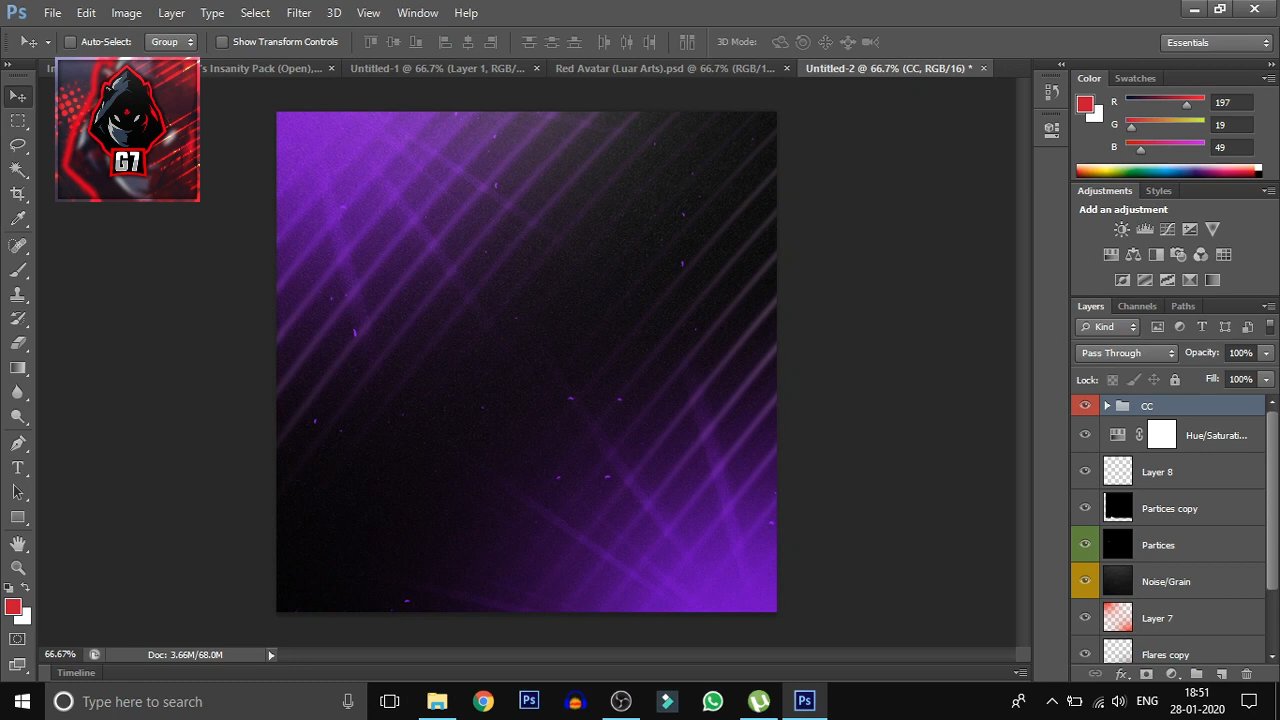 Ps File Edit Image Layer Type Select Filter 3D View Window Help
Auto-Select: Group Show Transform Controls 3D Mode: Essentials
's Insanity Pack (Open),... × Untitled-1 @ 66.7% (Layer 1, RGB/... × Red Avatar (Luar Arts).psd @ 66.7% (RGB/1... × Untitled-2 @ 66.7% (CC, RGB/16) * ×
G7
Color Swatches
R 197
G 19
B 49
Adjustments Styles
Add an adjustment
Layers Channels Paths
Kind
Pass Through Opacity: 100%
Lock: Fill: 100%
CC
Hue/Saturati...
Layer 8
Partices copy
Partices
Noise/Grain
Layer 7
Flares copy
66.67% Doc: 3.66M/68.0M
Timeline
Type here to search
Ps
Ps
ENG
18:51
28-01-2020